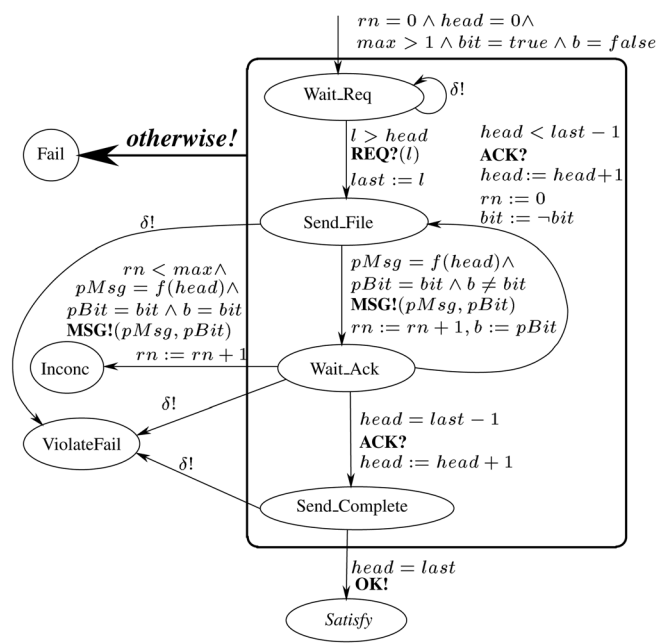 rn = 0 ∧ head = 0∧
max > 1 ∧ bit = true ∧ b = false
Wait_Req
δ!
l > head
REQ?(l)
last := l
head < last − 1
ACK?
head := head+1
rn := 0
bit := ¬bit
otherwise!
Fail
Send_File
δ!
rn < max∧
pMsg = f(head)∧
pBit = bit ∧ b = bit
MSG!(pMsg, pBit)
rn := rn + 1
pMsg = f(head)∧
pBit = bit ∧ b ≠ bit
MSG!(pMsg, pBit)
rn := rn + 1, b := pBit
Inconc
Wait_Ack
δ!
head = last − 1
ACK?
head := head + 1
ViolateFail
δ!
Send_Complete
head = last
OK!
Satisfy